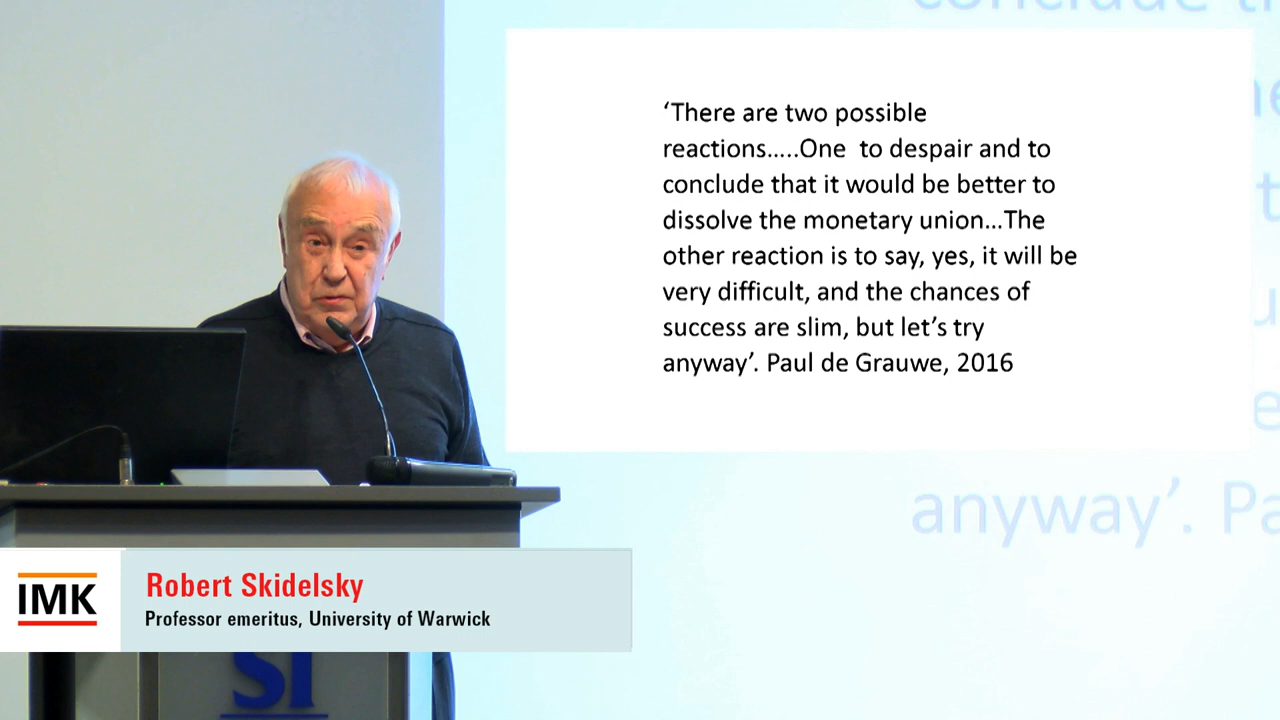 conclude t
‘There are two possible
reactions.....One  to despair and to
conclude that it would be better to
dissolve the monetary union...The
other reaction is to say, yes, it will be
very difficult, and the chances of
success are slim, but let’s try
anyway’. Paul de Grauwe, 2016
anyway’. Pa
IMK
Robert Skidelsky
Professor emeritus, University of Warwick
SI